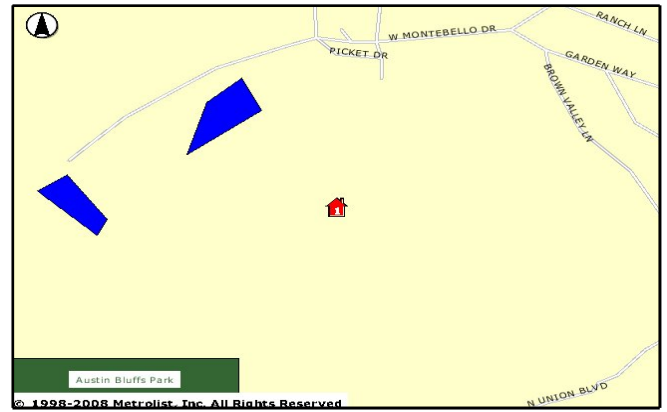 RANCH LN
W MONTEBELLO DR
PICKET DR
GARDEN WAY
BROWN VALLEY LN
1
Austin Bluffs Park
N UNION BLVD
© 1998-2008 Metrolist, Inc. All Rights Reserved